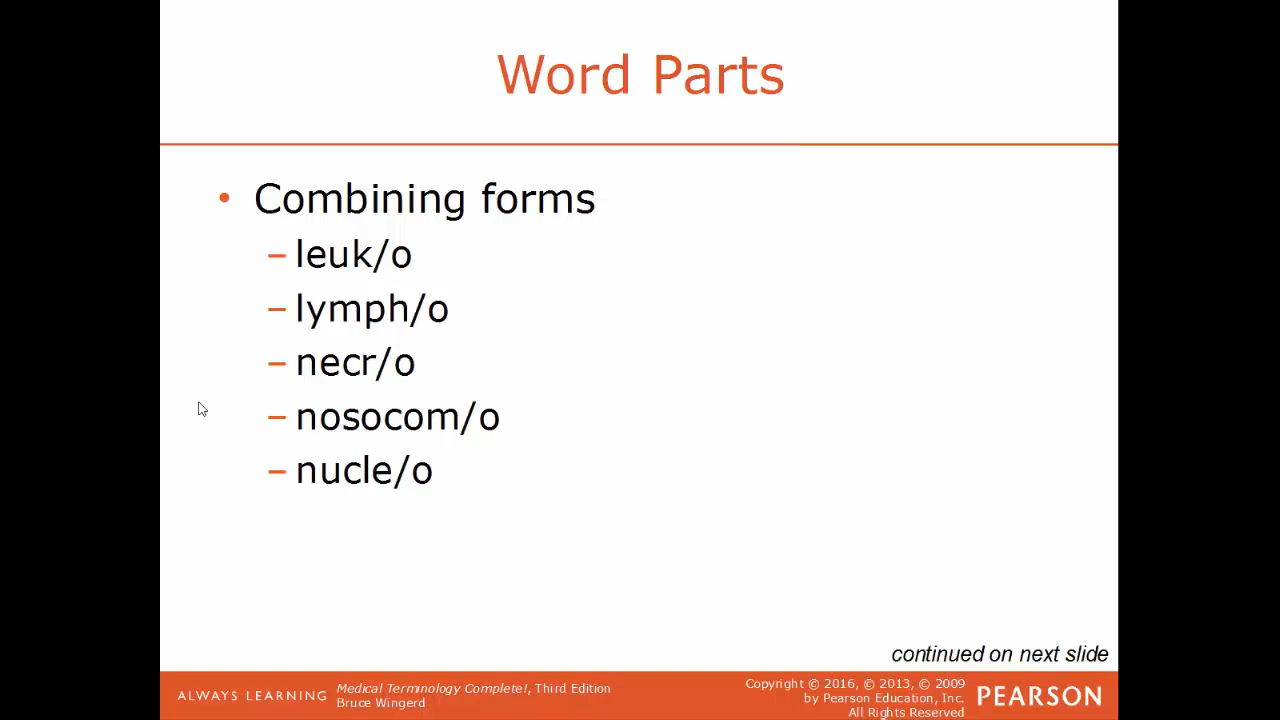 Word Parts
• Combining forms
– leuk/o
– lymph/o
– necr/o
– nosocom/o
– nucle/o
continued on next slide
ALWAYS LEARNING
Medical Terminology Complete!, Third Edition
Bruce Wingerd
Copyright © 2016, © 2013, © 2009
by Pearson Education, Inc.
All Rights Reserved
PEARSON